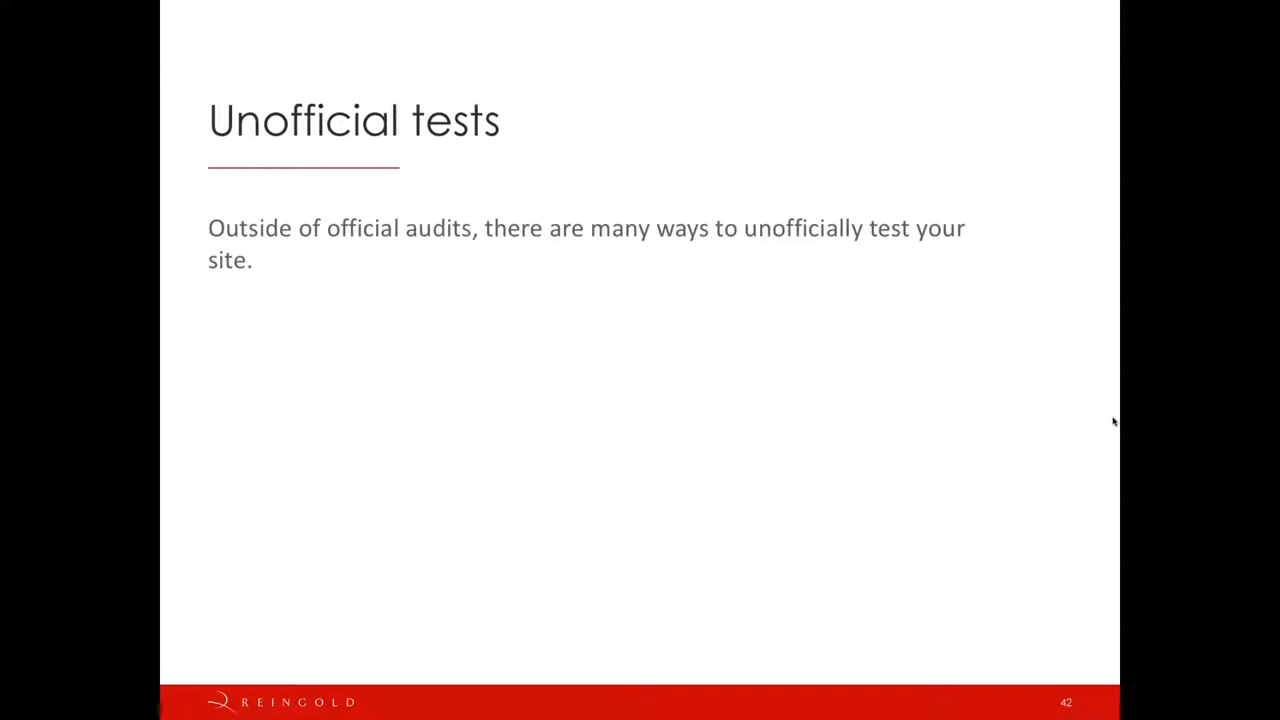 Unofficial tests
Outside of official audits, there are many ways to unofficially test your
site.
REINGOLD
42